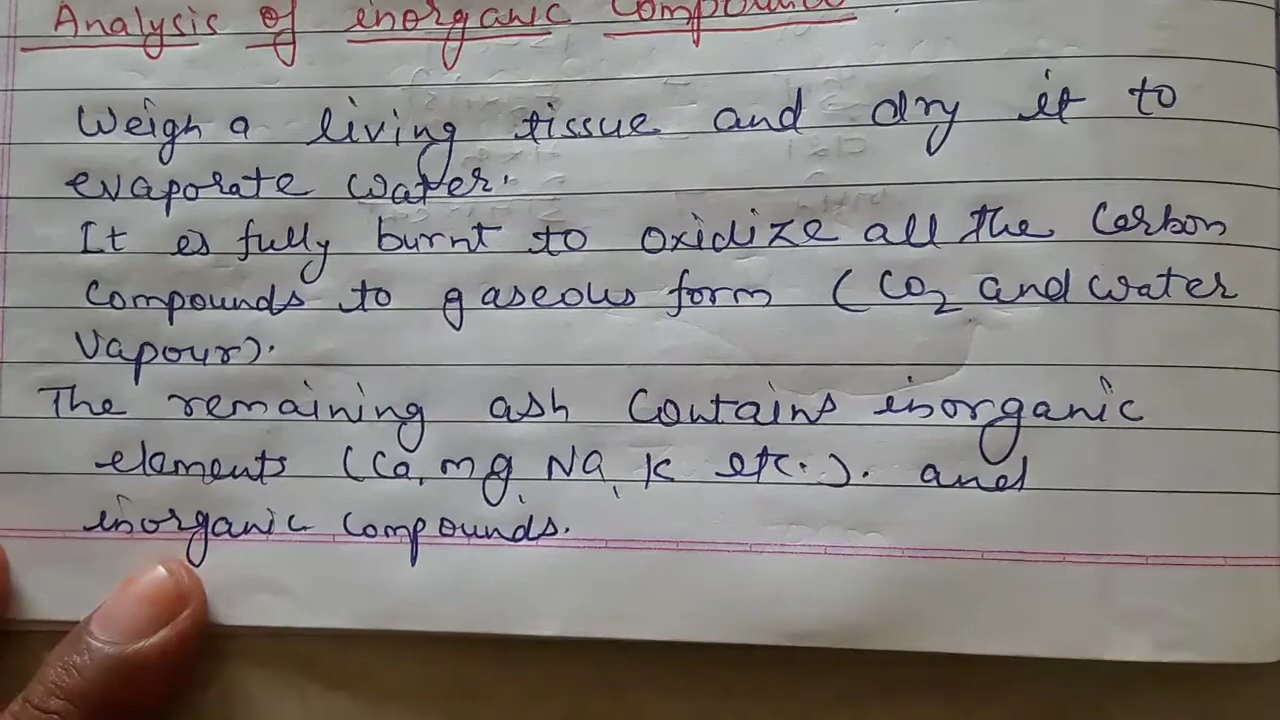 Analysis of inorganic Compounds
Weigh a living tissue and dry it to
evaporate water.
It is fully burnt to oxidize all the Carbon
Compounds to gaseous form (CO2 and water
Vapour).
The remaining ash Contains inorganic
elements (Ca, mg, Na, K etc.). and
inorganic compounds.